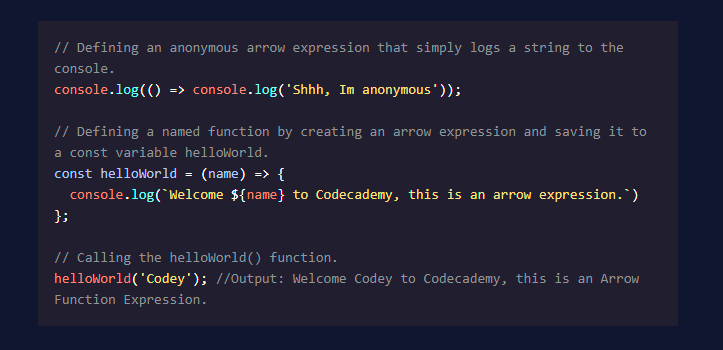 // Defining an anonymous arrow expression that simply logs a string to the
console.
console.log(() => console.log('Shhh, Im anonymous'));
// Defining a named function by creating an arrow expression and saving it to
a const variable helloWorld.
const helloWorld = (name) => {
  console.log(`Welcome ${name} to Codecademy, this is an arrow expression.`)
};
// Calling the helloWorld() function.
helloWorld('Codey'); //Output: Welcome Codey to Codecademy, this is an Arrow
Function Expression.